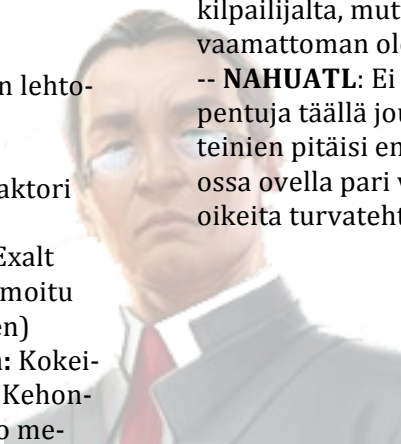 n lehto-
aktori
Exalt
moitu
en)
n: Kokei-
Kehon-
o me-
kilpailijalta, mut
vaamattoman ol
-- NAHUATL: Ei
pentuja täällä jou
teinien pitäisi en
ossa ovella pari v
oikeita turvateht